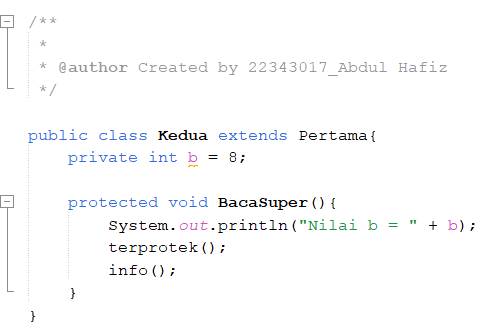 /**
*
* @author Created by 22343017_Abdul Hafiz
*/
public class Kedua extends Pertama{
private int b = 8;
protected void BacaSuper(){
System.out.println("Nilai b = " + b);
terprotek();
info();
}
}